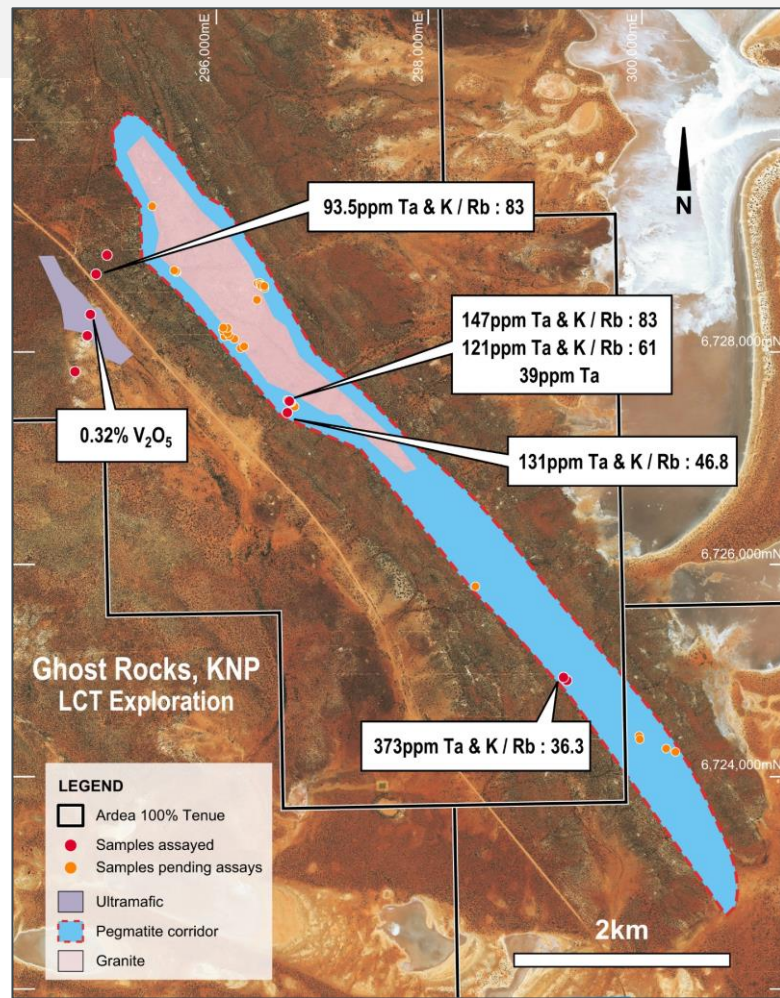 296,000mE
298,000mE
300,000mE
N
93.5ppm Ta & K / Rb : 83
147ppm Ta & K / Rb : 83
121ppm Ta & K / Rb : 61
39ppm Ta
6,728,000mN
0.32% V₂O₅
131ppm Ta & K / Rb : 46.8
6,726,000mN
Ghost Rocks, KNP
LCT Exploration
373ppm Ta & K / Rb : 36.3
6,724,000mN
LEGEND
Ardea 100% Tenue
Samples assayed
Samples pending assays
Ultramafic
Pegmatite corridor
Granite
2km